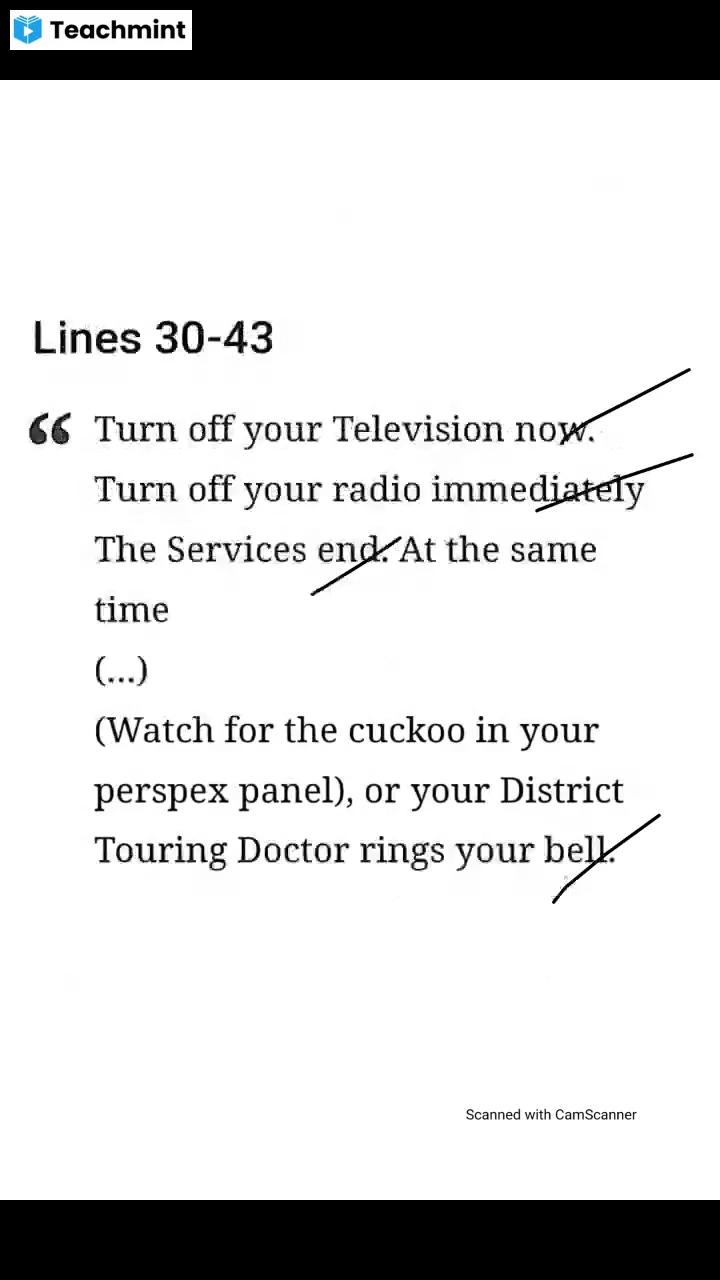 Teachmint
Lines 30-43
“ Turn off your Television now.
Turn off your radio immediately
The Services end. At the same
time
(...)
(Watch for the cuckoo in your
perspex panel), or your District
Touring Doctor rings your bell.
Scanned with CamScanner